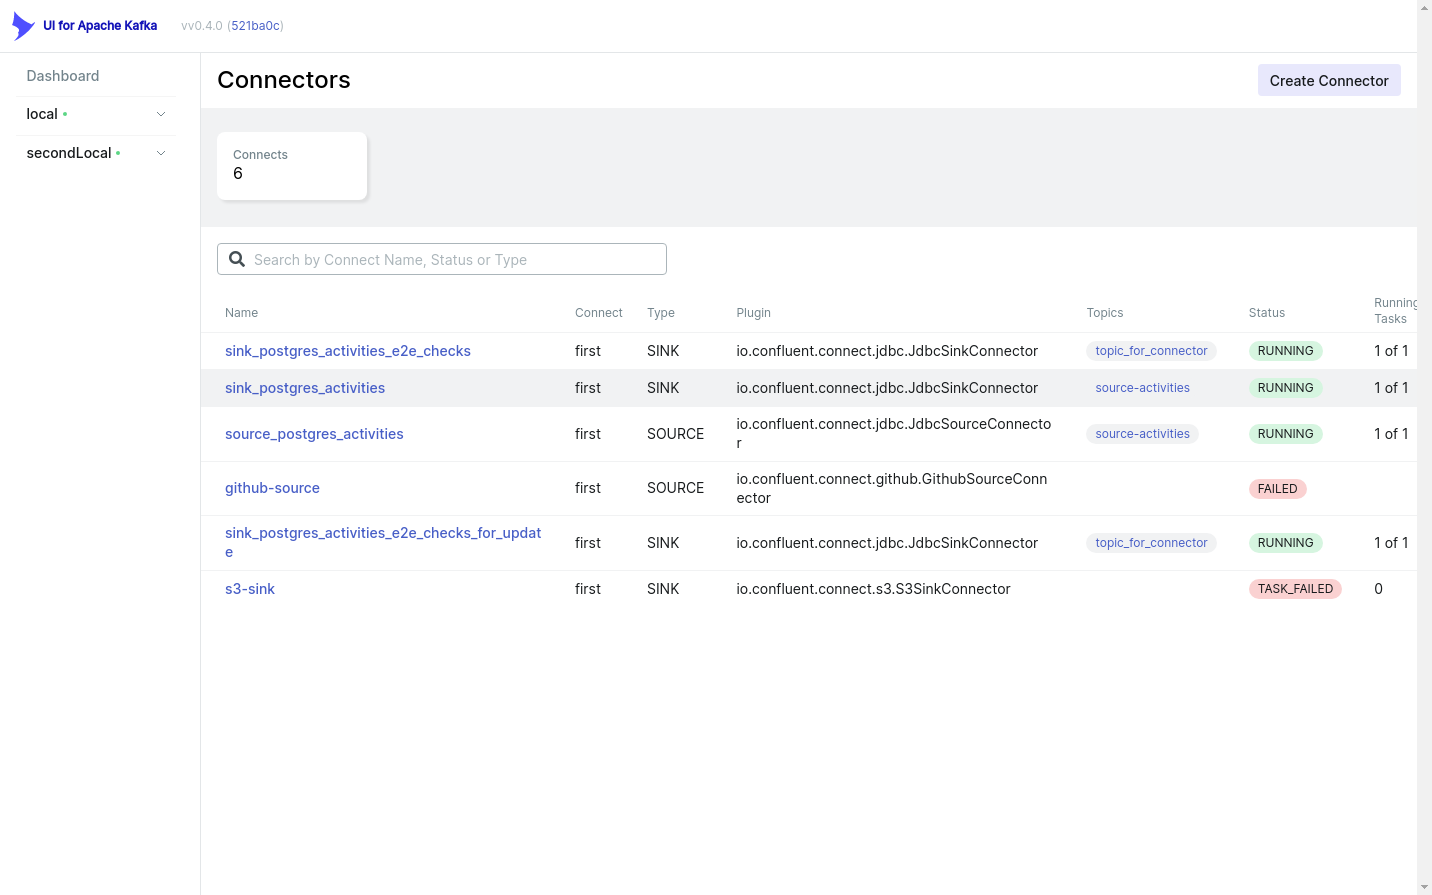 UI for Apache Kafka vv0.4.0 (521ba0c)
Dashboard
local
secondLocal
Connectors
Create Connector
Connects
6
Search by Connect Name, Status or Type
Name Connect Type Plugin Topics Status Running
Tasks
sink_postgres_activities_e2e_checks first SINK io.confluent.connect.jdbc.JdbcSinkConnector topic_for_connector RUNNING 1 of 1
sink_postgres_activities first SINK io.confluent.connect.jdbc.JdbcSinkConnector source-activities RUNNING 1 of 1
source_postgres_activities first SOURCE io.confluent.connect.jdbc.JdbcSourceConnecto
r source-activities RUNNING 1 of 1
github-source first SOURCE io.confluent.connect.github.GithubSourceConn
ector FAILED
sink_postgres_activities_e2e_checks_for_updat
e first SINK io.confluent.connect.jdbc.JdbcSinkConnector topic_for_connector RUNNING 1 of 1
s3-sink first SINK io.confluent.connect.s3.S3SinkConnector TASK_FAILED 0